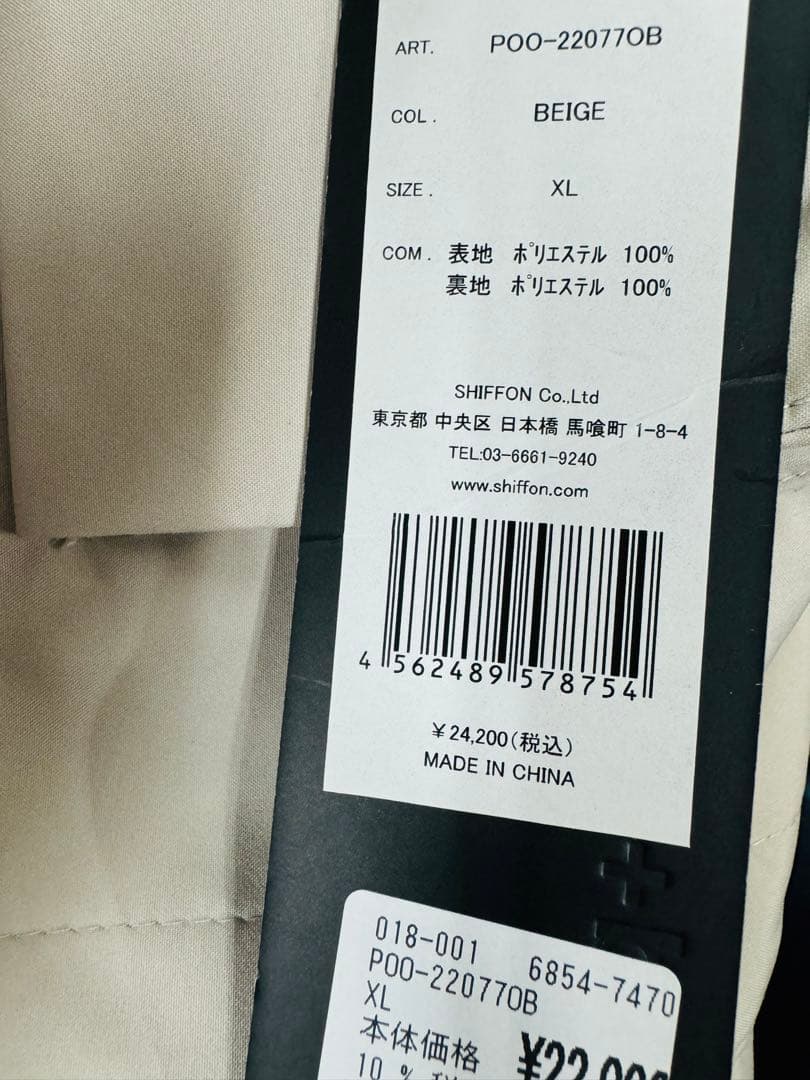 ART. POO-22077OB
COL. BEIGE
SIZE. XL
COM. 表地 ポリエステル 100%
裏地 ポリエステル 100%
SHIFFON Co.,Ltd
東京都 中央区 日本橋 馬喰町 1-8-4
TEL:03-6661-9240
www.shiffon.com
4 562489 578754
¥24,200(税込)
MADE IN CHINA
018-001 6854-7470
POO-22077OB
XL
本体価格
10 %